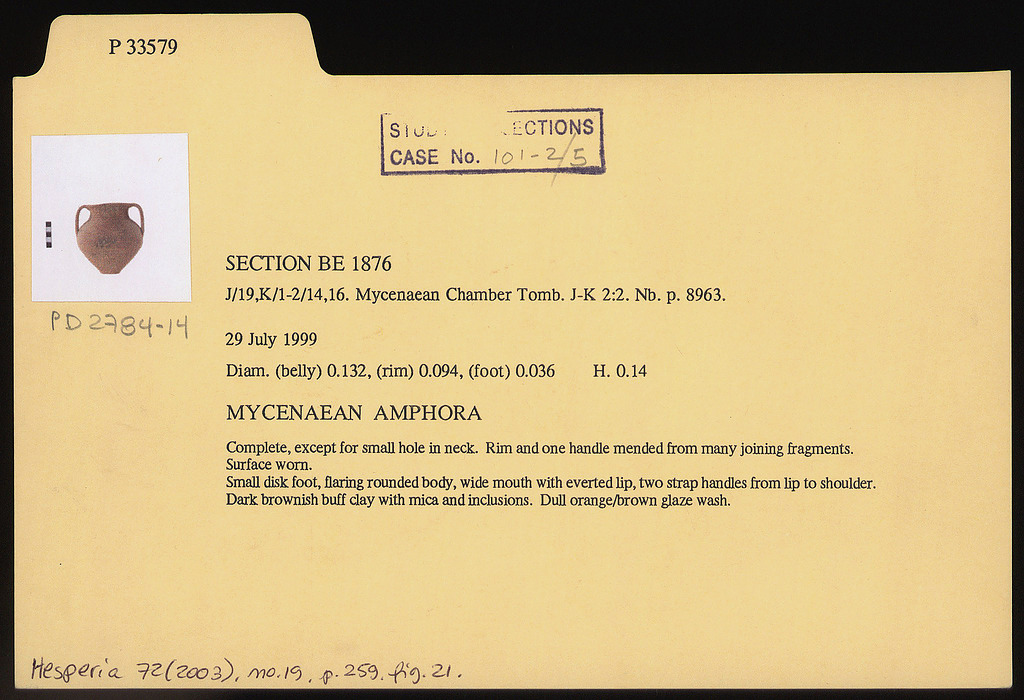 P 33579
CASE No. 101-2/5
PD 2784-14
SECTION BE 1876
J/19,K/1-2/14,16. Mycenaean Chamber Tomb. J-K 2:2. Nb. p. 8963.
29 July 1999
Diam. (belly) 0.132, (rim) 0.094, (foot) 0.036 H. 0.14
MYCENAEAN AMPHORA
Complete, except for small hole in neck. Rim and one handle mended from many joining fragments.
Surface worn.
Small disk foot, flaring rounded body, wide mouth with everted lip, two strap handles from lip to shoulder.
Dark brownish buff clay with mica and inclusions. Dull orange/brown glaze wash.
Hesperia 72(2003), no.19, p.259, fig.21.